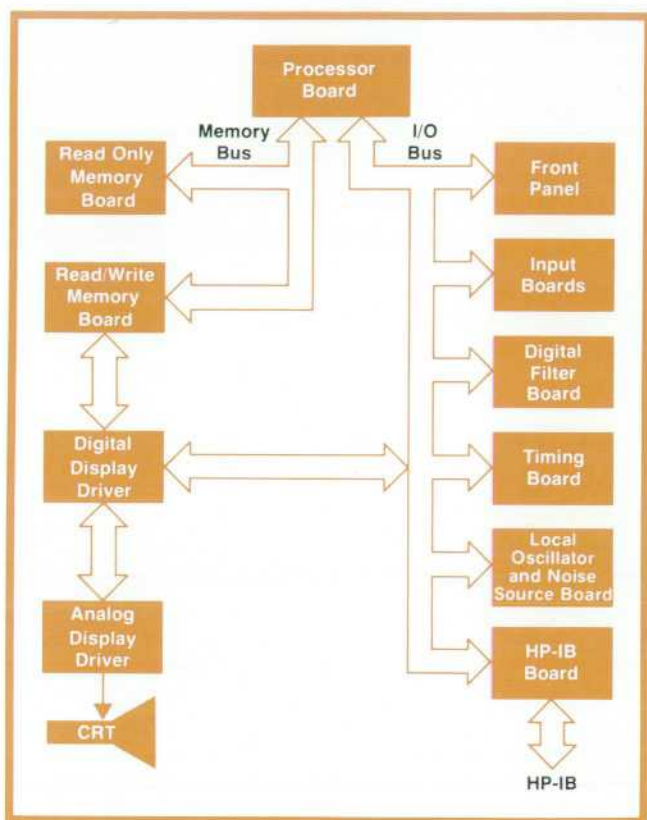 Processor
Board
Memory
Bus
I/O
Bus
Read Only
Memory
Board
Front
Panel
Read/Write
Memory
Board
Input
Boards
Digital
Filter
Board
Digital
Display
Driver
Timing
Board
Local
Oscillator
and Noise
Source Board
Analog
Display
Driver
HP-IB
Board
CRT
HP-IB